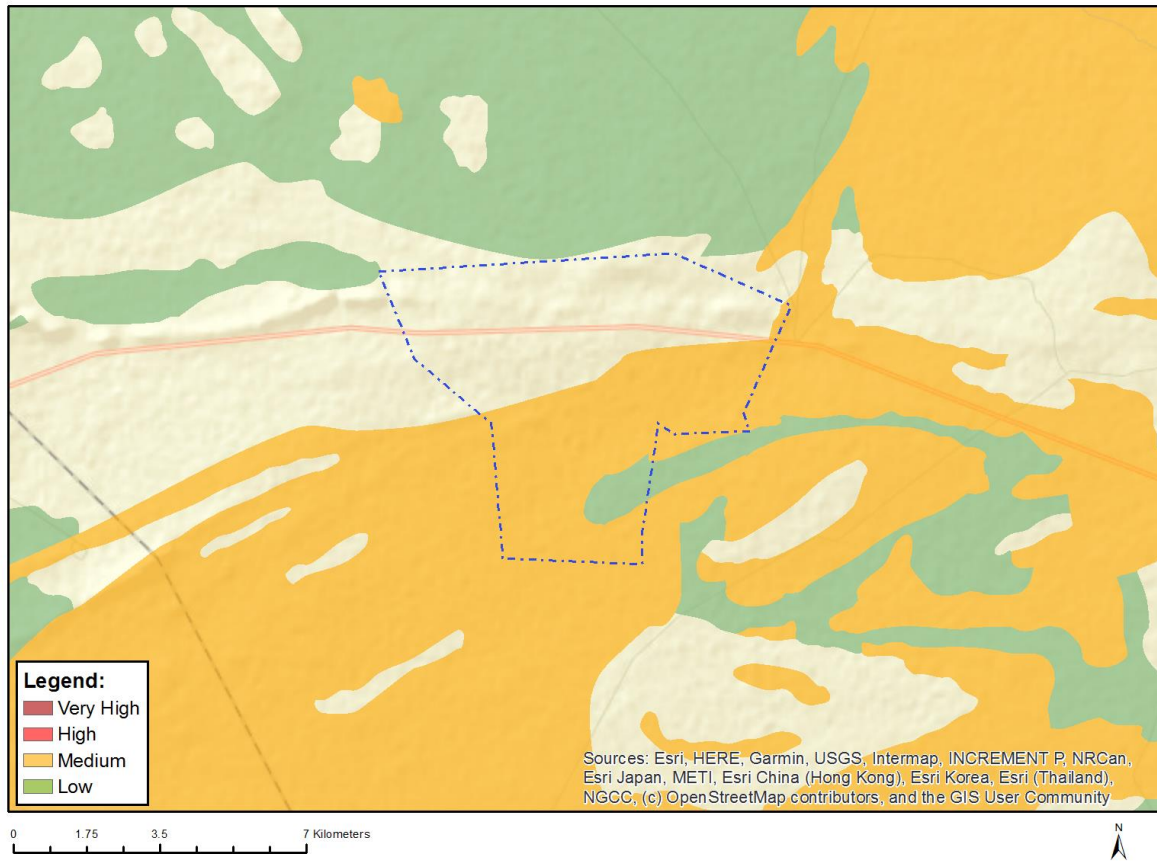 Legend:
Very High
High
Medium
Low
Sources: Esri, HERE, Garmin, USGS, Intermap, INCREMENT P, NRCan,
Esri Japan, METI, Esri China (Hong Kong), Esri Korea, Esri (Thailand),
NGCC, (c) OpenStreetMap contributors, and the GIS User Community
0 1.75 3.5 7 Kilometers
N